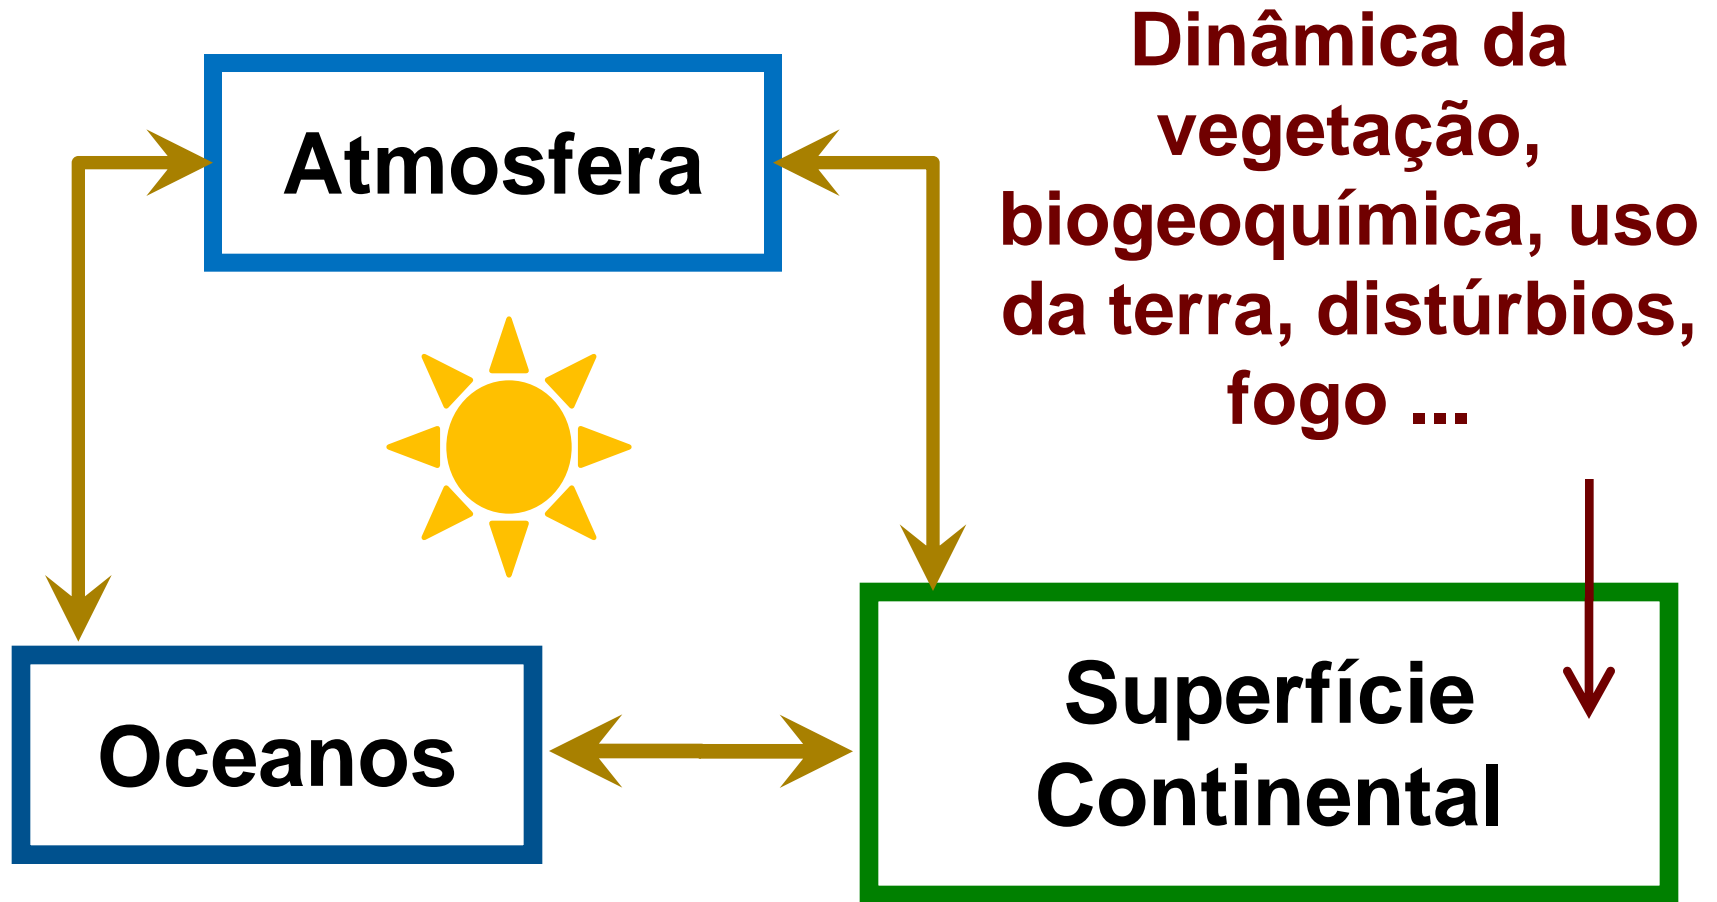 Dinâmica da
vegetação,
biogeoquímica, uso
da terra, distúrbios,
fogo ...
Atmosfera
Oceanos
Superfície
Continental